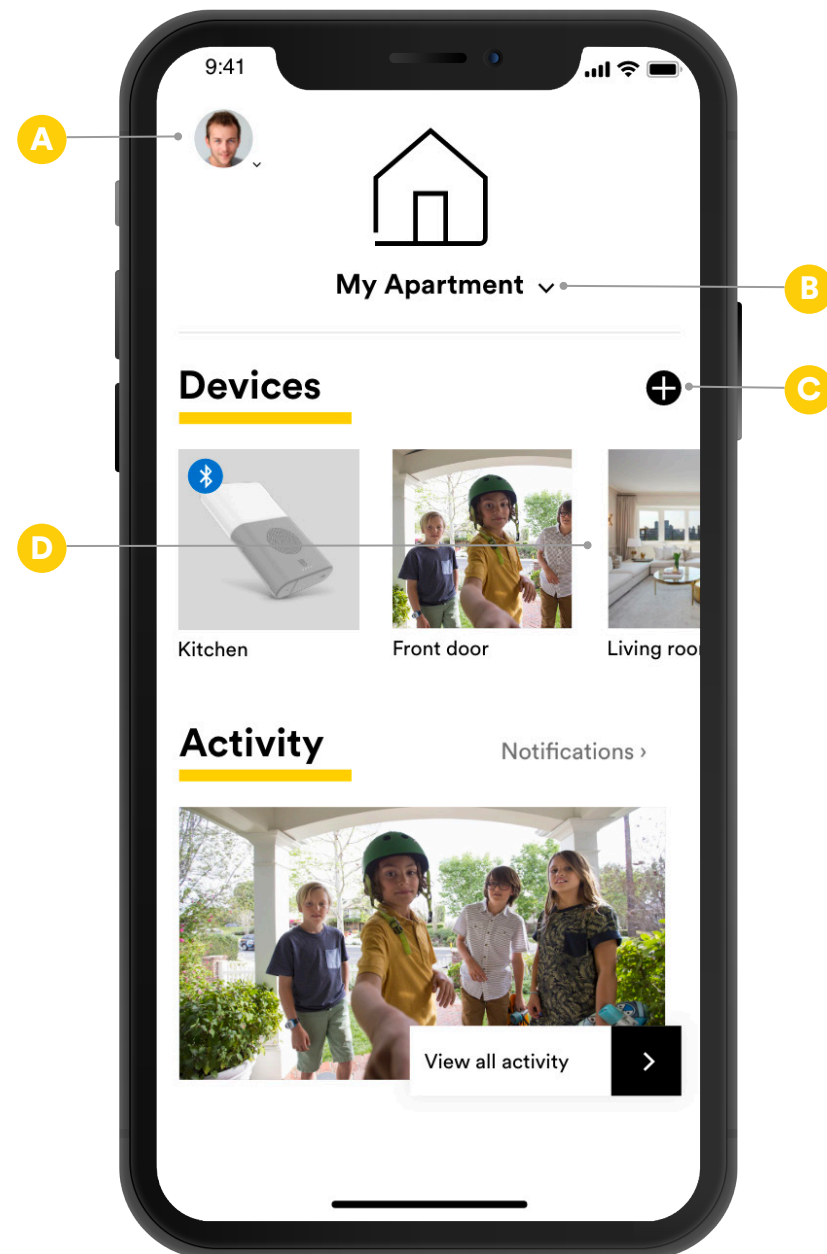 9:41
A
My Apartment
B
Devices
C
D
Kitchen
Front door
Living roo
Activity
Notifications ›
View all activity